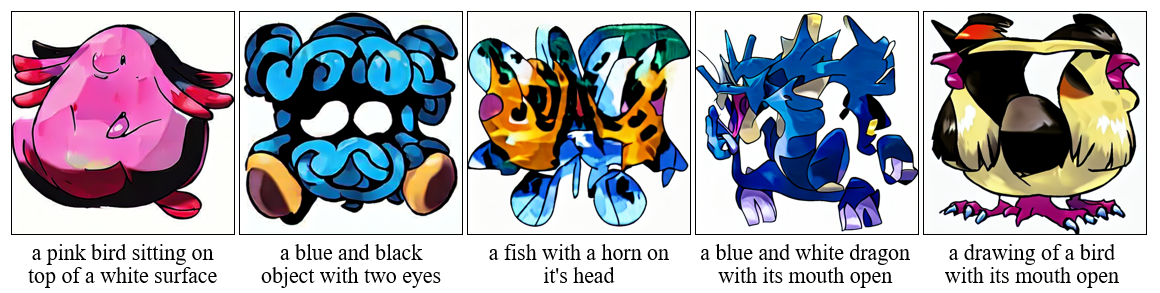 a pink bird sitting on
top of a white surface
a blue and black
object with two eyes
a fish with a horn on
it's head
a blue and white dragon
with its mouth open
a drawing of a bird
with its mouth open